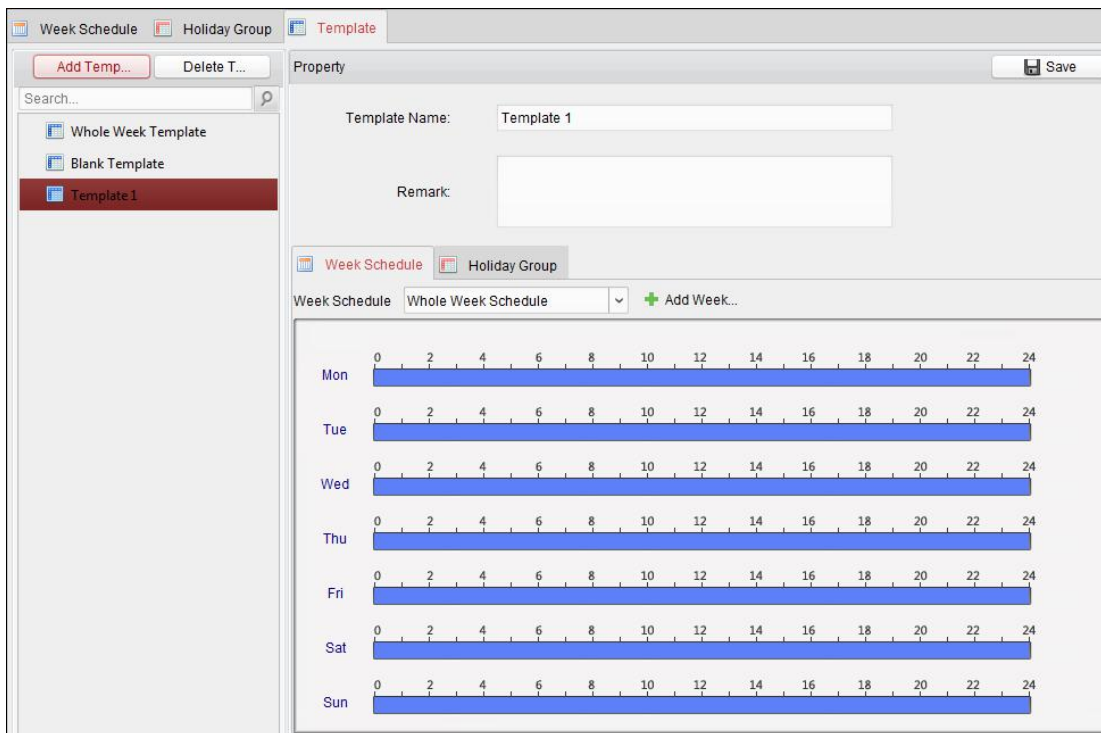 Week Schedule Holiday Group Template
Add Temp... Delete T...
Search...
Whole Week Template
Blank Template
Template 1
Property Save
Template Name: Template 1
Remark:
Week Schedule Holiday Group
Week Schedule Whole Week Schedule Add Week...
0 2 4 6 8 10 12 14 16 18 20 22 24
Mon
0 2 4 6 8 10 12 14 16 18 20 22 24
Tue
0 2 4 6 8 10 12 14 16 18 20 22 24
Wed
0 2 4 6 8 10 12 14 16 18 20 22 24
Thu
0 2 4 6 8 10 12 14 16 18 20 22 24
Fri
0 2 4 6 8 10 12 14 16 18 20 22 24
Sat
0 2 4 6 8 10 12 14 16 18 20 22 24
Sun